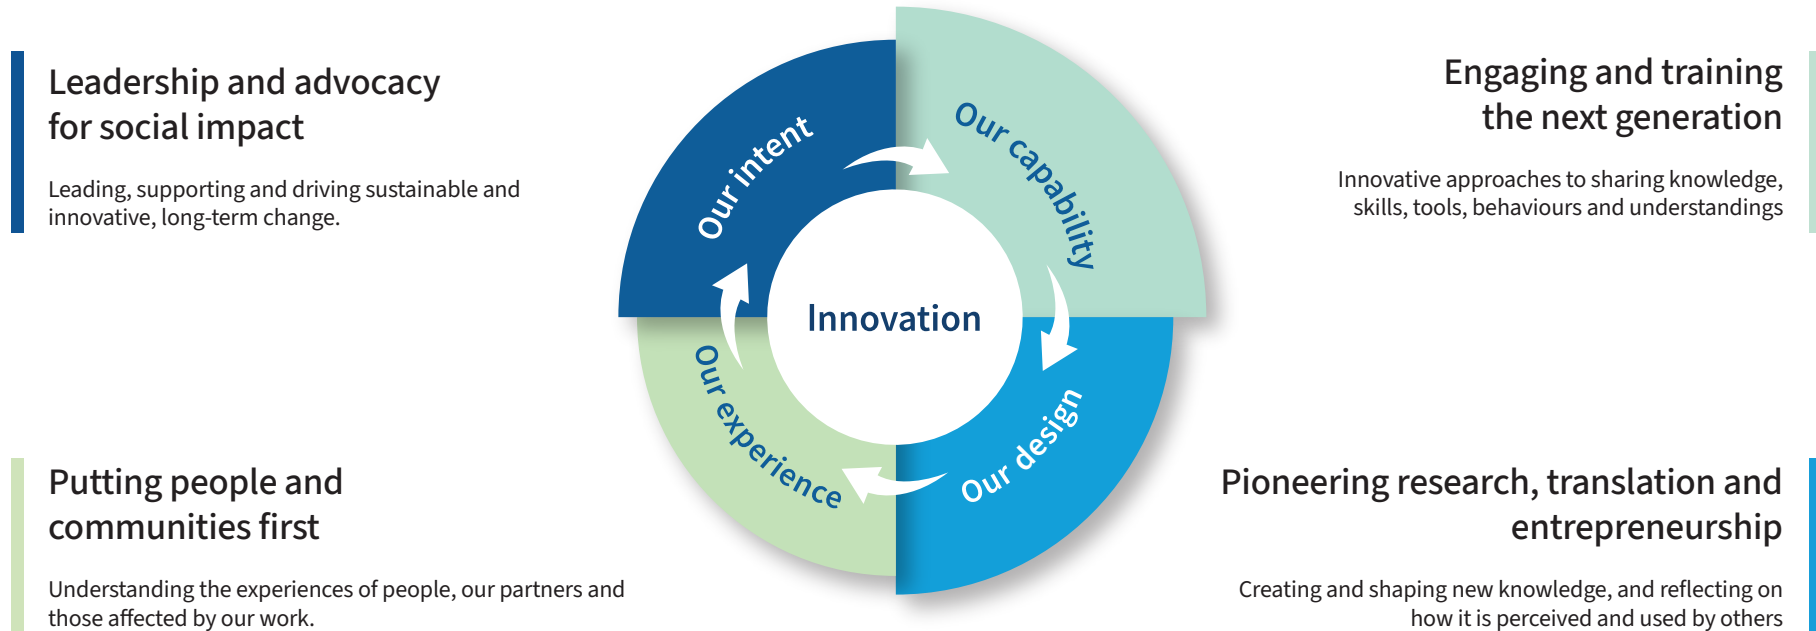 Leadership and advocacy
for social impact
Leading, supporting and driving sustainable and
innovative, long-term change.
Engaging and training
the next generation
Innovative approaches to sharing knowledge,
skills, tools, behaviours and understandings
Our intent
Our capability
Innovation
Our experience
Our design
Putting people and
communities first
Understanding the experiences of people, our partners and
those affected by our work.
Pioneering research, translation and
entrepreneurship
Creating and shaping new knowledge, and reflecting on
how it is perceived and used by others